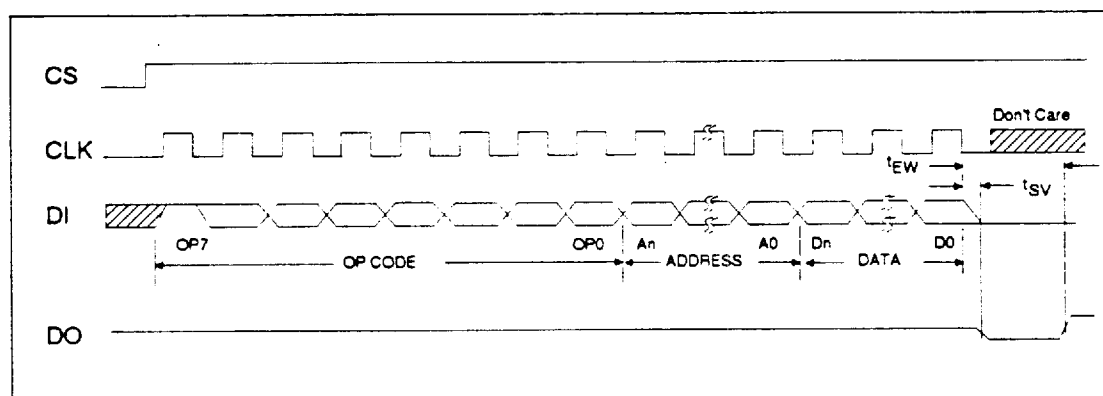 CS
CLK
Don't Care
tEW
tSV
DI
OP7
OP0
An
A0
Dn
D0
OP CODE
ADDRESS
DATA
DO